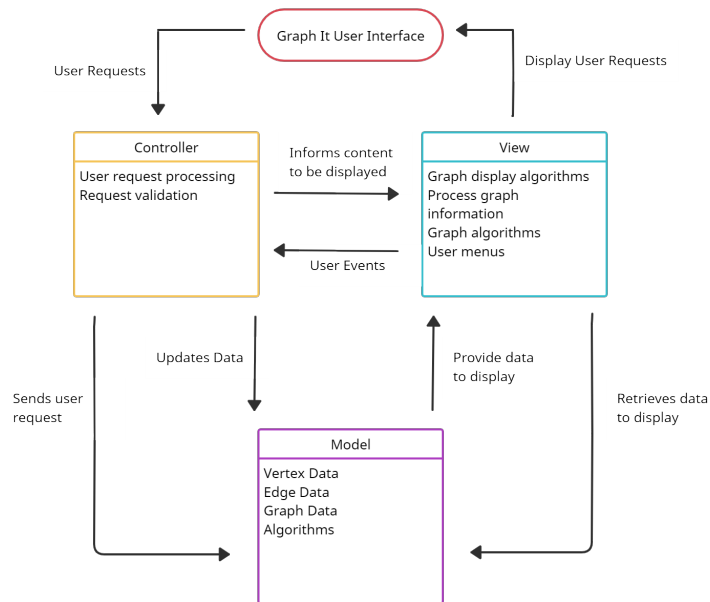 Graph It User Interface
User Requests
Display User Requests
Controller
User request processing
Request validation
Informs content
to be displayed
User Events
View
Graph display algorithms
Process graph
information
Graph algorithms
User menus
Updates Data
Provide data
to display
Sends user
request
Retrieves data
to display
Model
Vertex Data
Edge Data
Graph Data
Algorithms